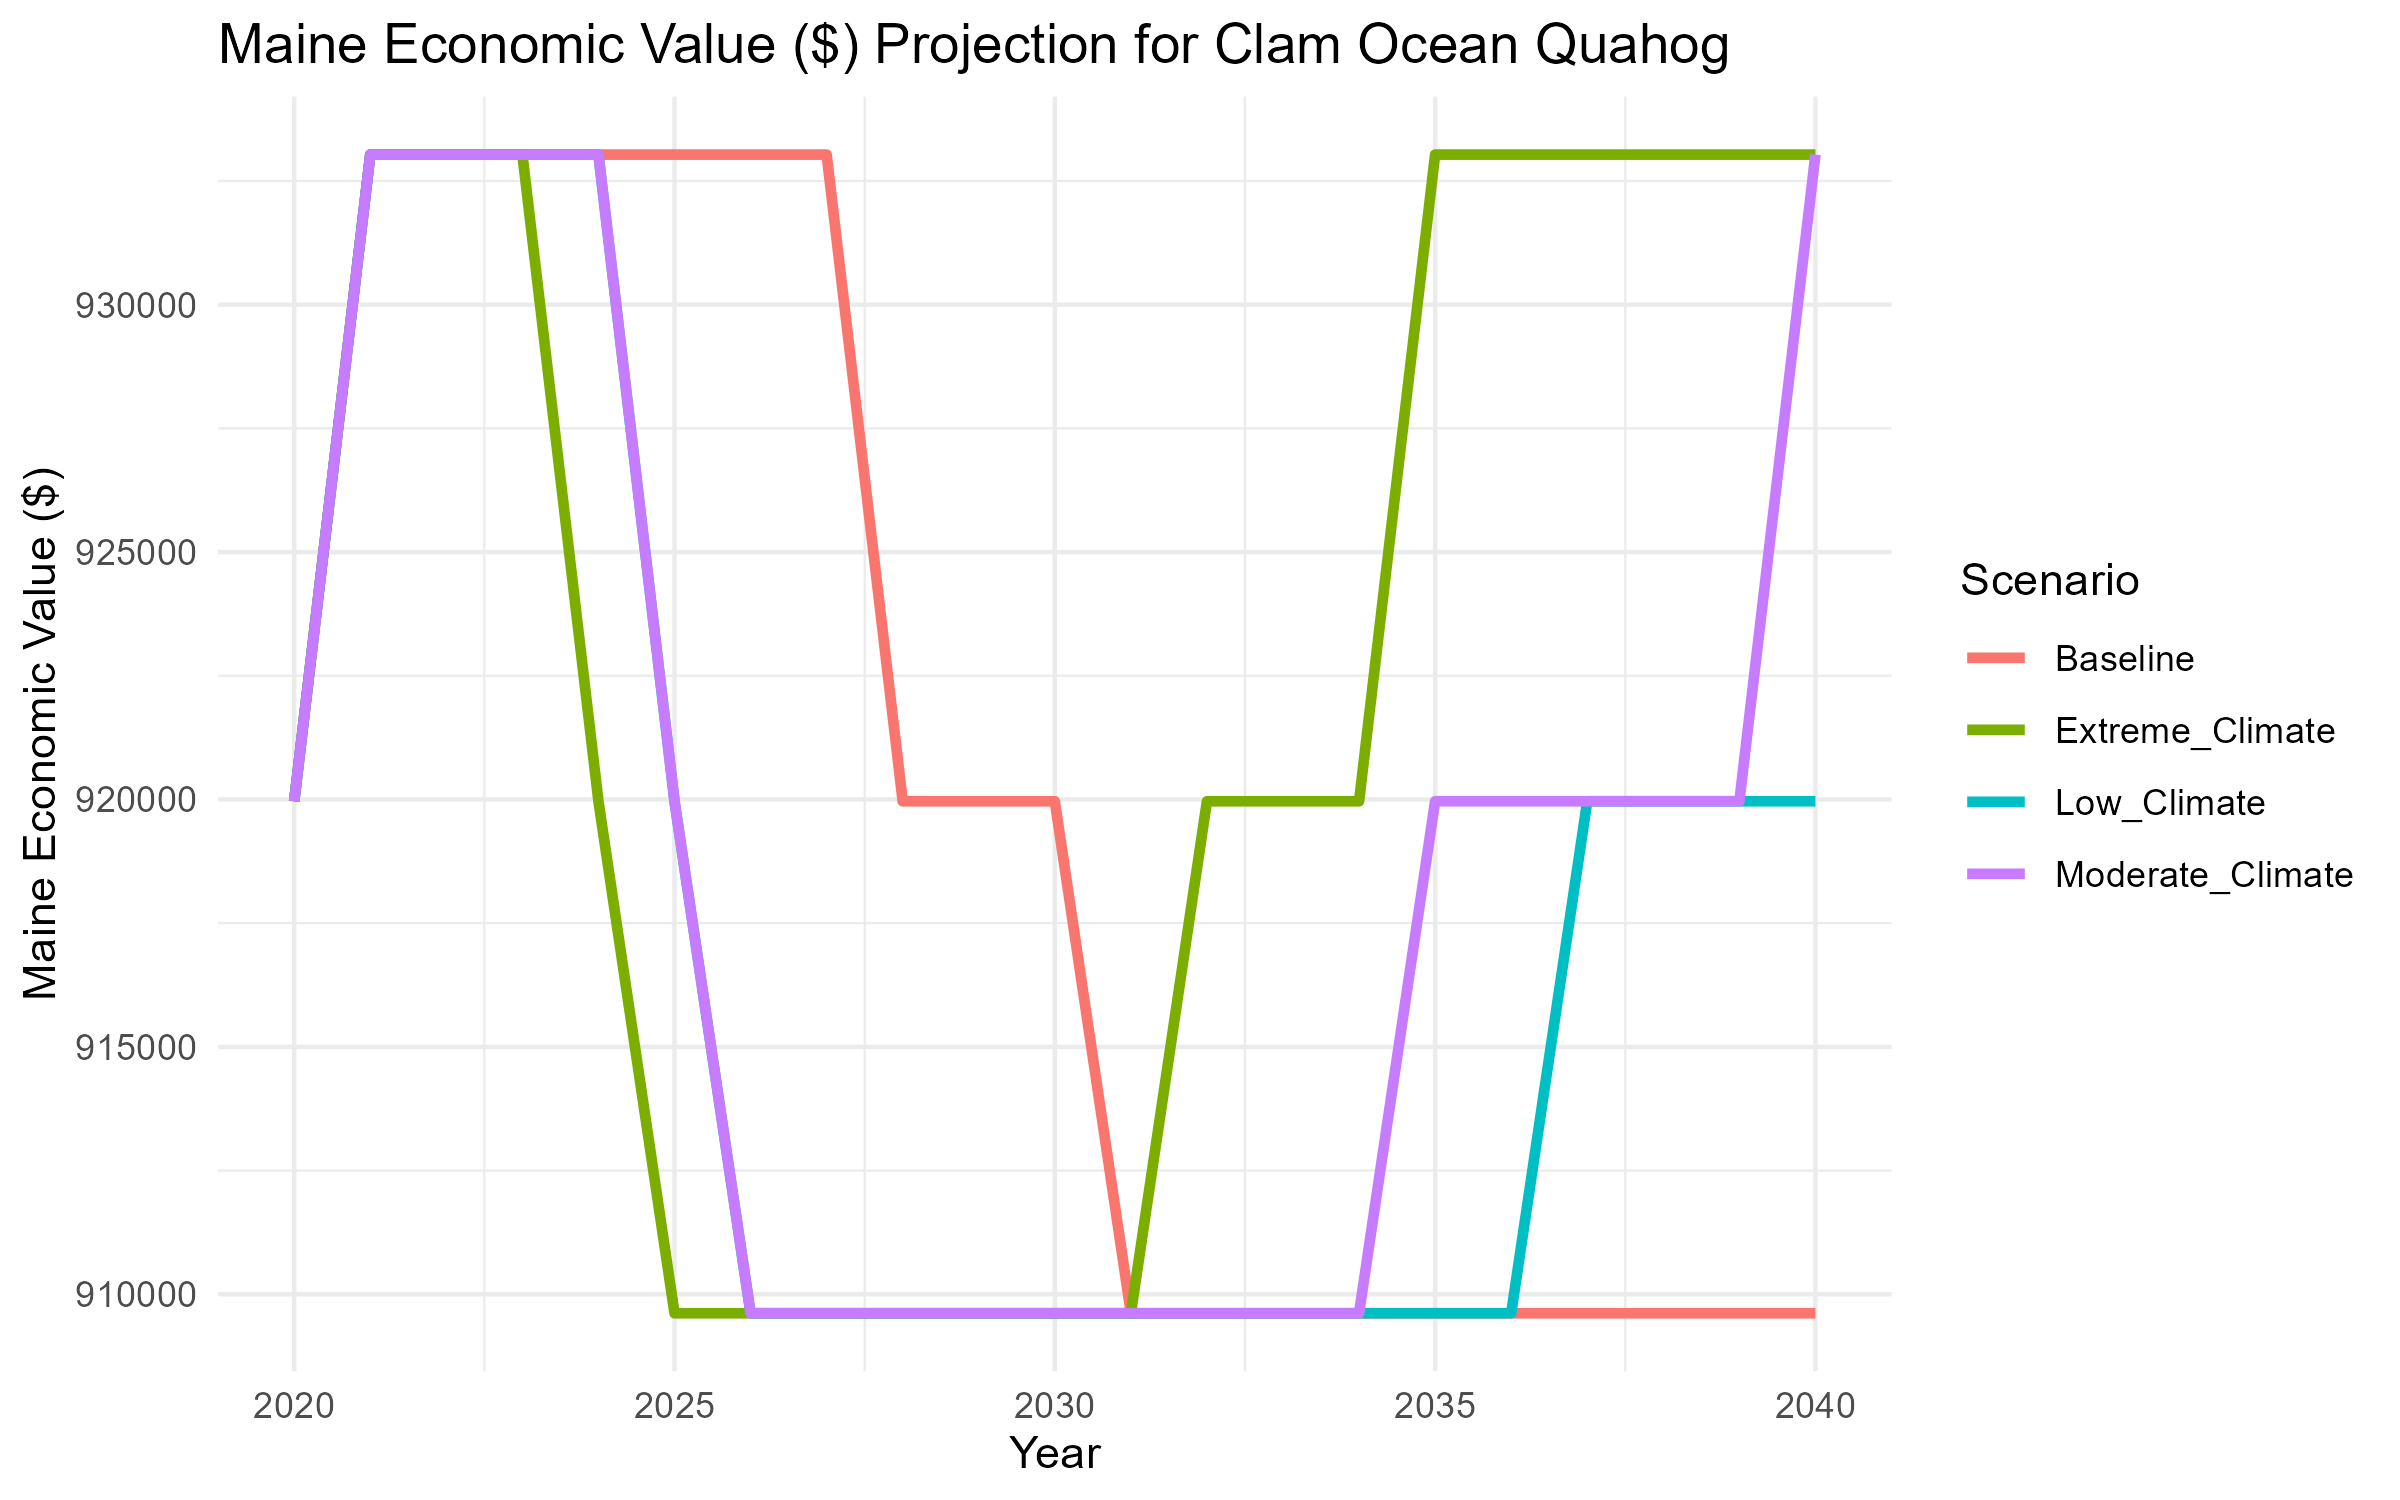 Maine Economic Value ($) Projection for Clam Ocean Quahog
Maine Economic Value ($)
930000
925000
920000
915000
910000
2020
2025
2030
2035
2040
Year
Scenario
Baseline
Extreme_Climate
Low_Climate
Moderate_Climate